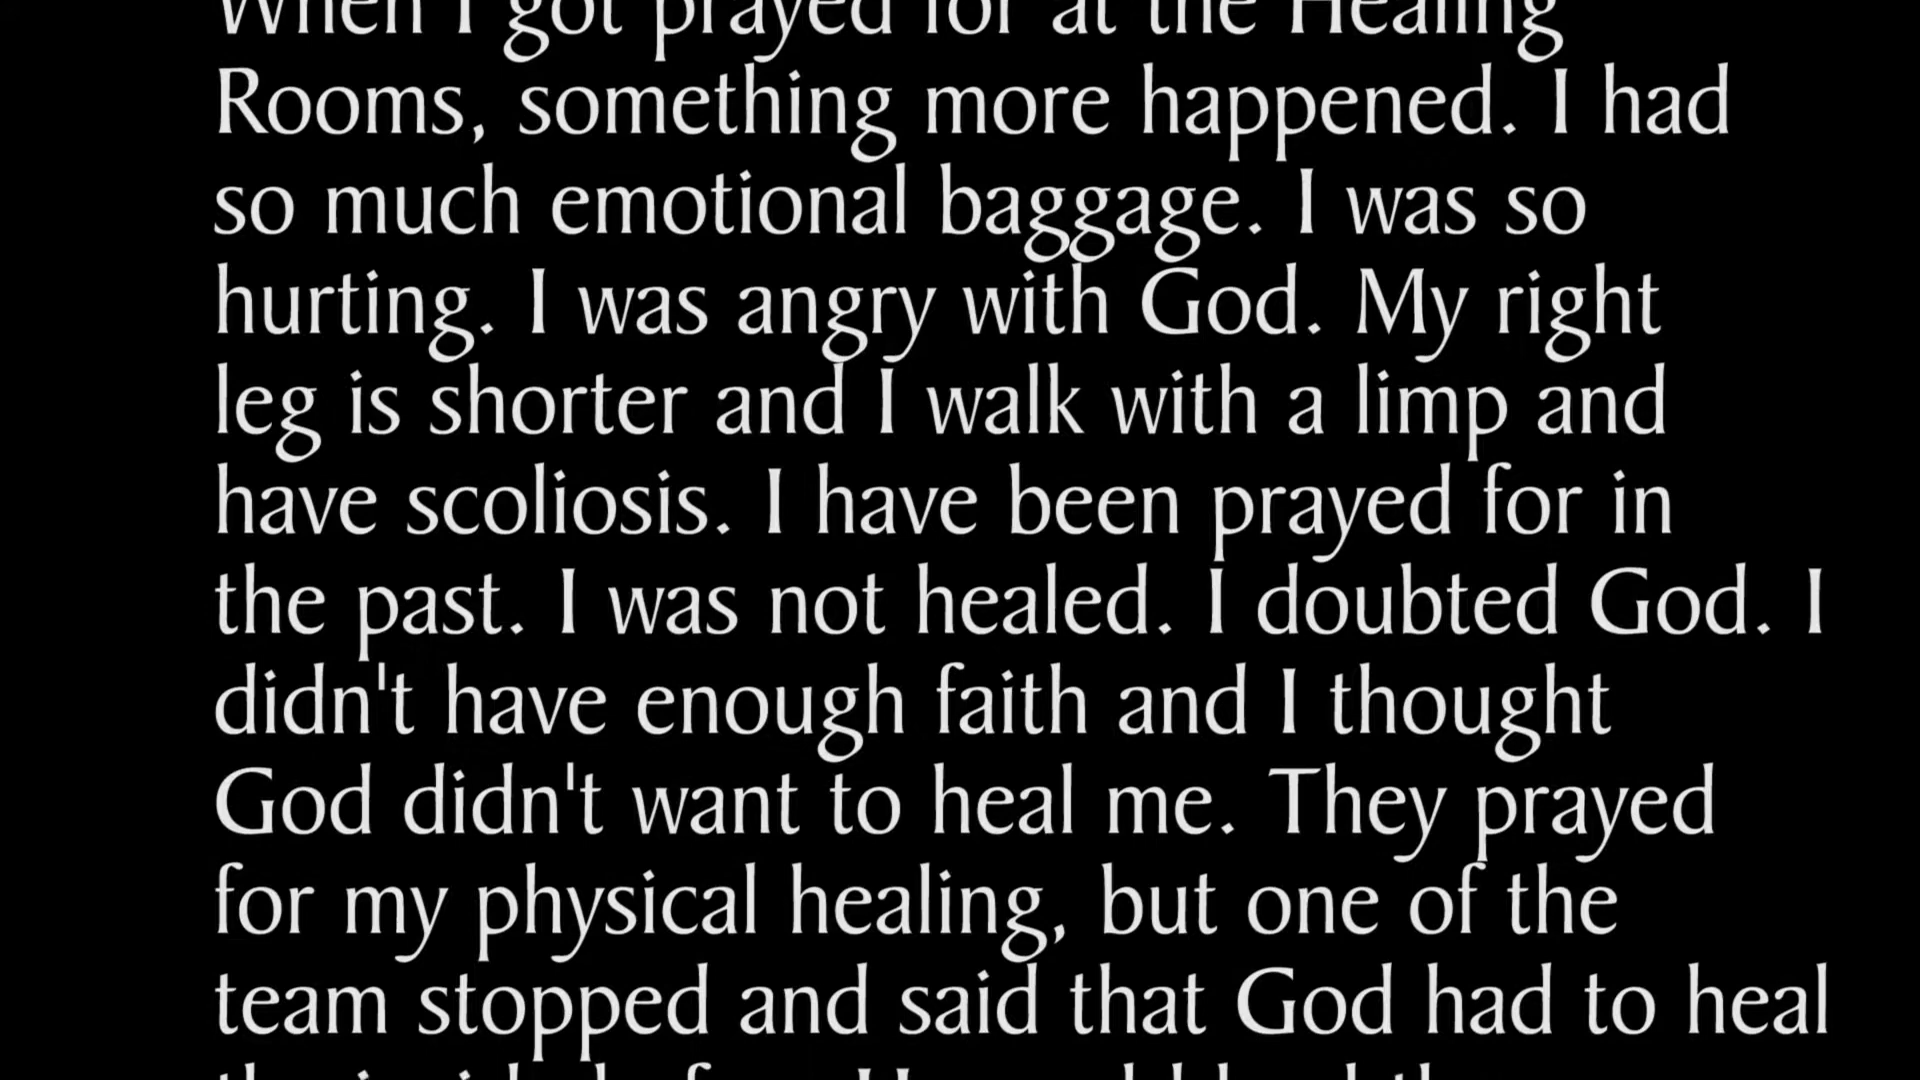 When I got prayed for at the Healing
Rooms, something more happened. I had
so much emotional baggage. I was so
hurting. I was angry with God. My right
leg is shorter and I walk with a limp and
have scoliosis. I have been prayed for in
the past. I was not healed. I doubted God. I
didn't have enough faith and I thought
God didn't want to heal me. They prayed
for my physical healing, but one of the
team stopped and said that God had to heal